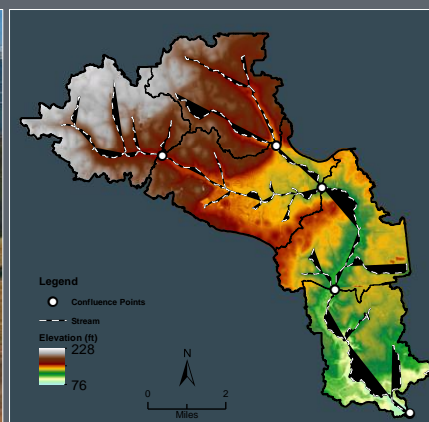 Legend
Confluence Points
Stream
Elevation (ft)
228
76
N
0 2
Miles